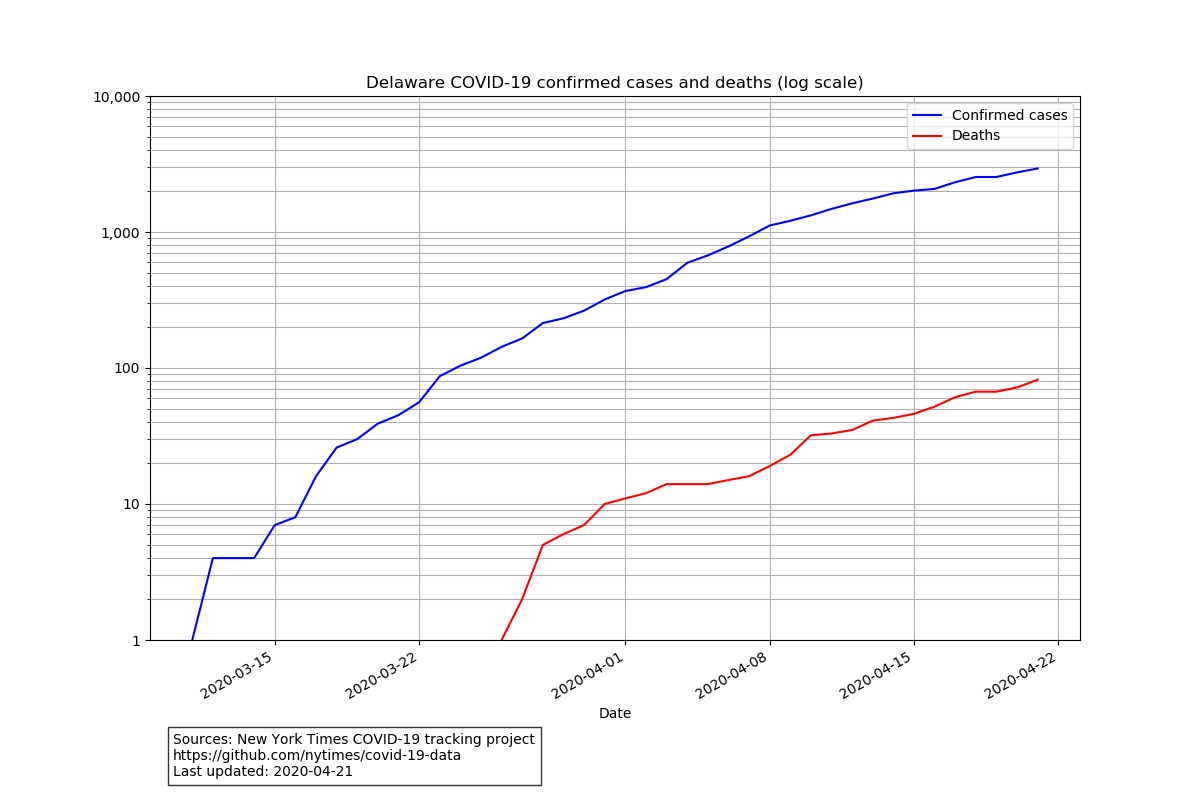 Delaware COVID-19 confirmed cases and deaths (log scale)
10,000
1,000
100
10
1
Confirmed cases
Deaths
2020-03-15
2020-03-22
2020-04-01
2020-04-08
2020-04-15
2020-04-22
Date
Sources: New York Times COVID-19 tracking project
https://github.com/nytimes/covid-19-data
Last updated: 2020-04-21